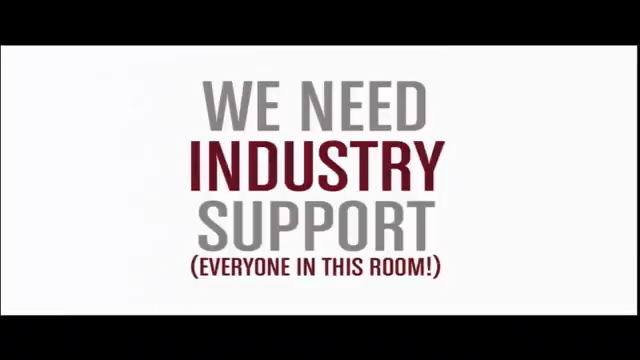 WE NEED
INDUSTRY
SUPPORT
(EVERYONE IN THIS ROOM!)